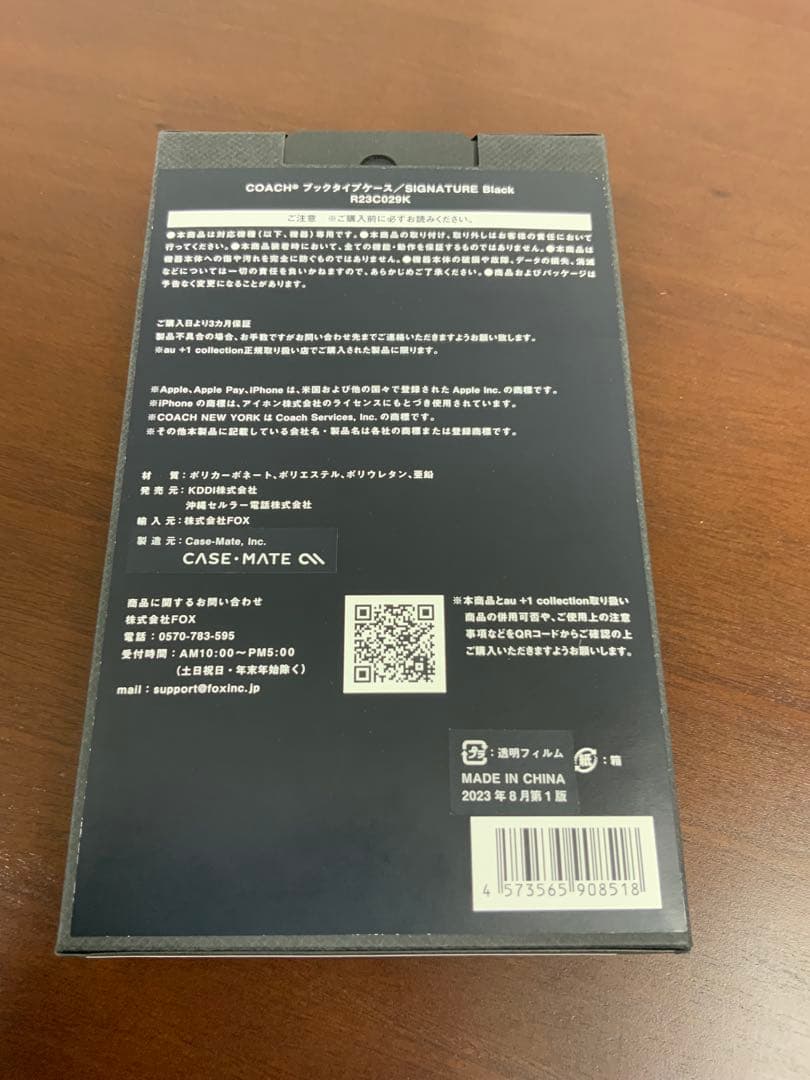 COACH® ブックタイプケース/SIGNATURE Black
R23C029K
ご注意 ※ご購入前に必ずお読みください。
●本商品は対応機種(以下、機器)専用です。●本商品の取り付け、取り外しはお客様の責任において
行ってください。●本商品装着時において、全ての機能・動作を保証するものではありません。●本商品は
機器本体への傷や汚れを完全に防ぐものではありません。●機器本体の破損や故障、データの損失、消滅
などについては一切の責任を負いかねますので、あらかじめご了承ください。●商品およびパッケージは
予告なく変更になることがあります。
ご購入日より3カ月保証
製品不具合の場合、お手数ですがお問い合わせ先までご連絡いただきますようお願い致します。
※au +1 collection正規取り扱い店でご購入された製品に限ります。
※Apple、Apple Pay、iPhone は、米国および他の国々で登録された Apple Inc. の商標です。
※iPhone の商標は、アイホン株式会社のライセンスにもとづき使用されています。
※COACH NEW YORK は Coach Services, Inc. の商標です。
※その他本製品に記載している会社名・製品名は各社の商標または登録商標です。
材 質:ポリカーボネート、ポリエステル、ポリウレタン、亜鉛
発 売 元:KDDI株式会社
沖縄セルラー電話株式会社
輸 入 元:株式会社FOX
製 造 元:Case-Mate, Inc.
CASE・MATE
商品に関するお問い合わせ
株式会社FOX
電話:0570-783-595
受付時間:AM10:00~PM5:00
(土日祝日・年末年始除く)
mail:support@foxinc.jp
※本商品とau +1 collection取り扱い
商品の併用可否や、ご使用上の注意
事項などをQRコードからご確認の上
ご購入いただきますようお願いします。
プラ:透明フィルム
紙:箱
MADE IN CHINA
2023年8月第1版
4 573565 908518